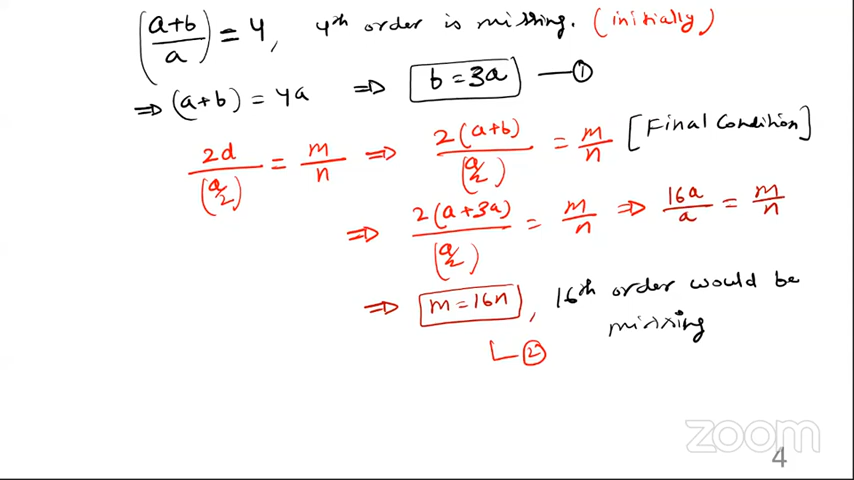 (a+b/a) = 4, 4th order is missing. (initially)
⇒ (a+b) = 4a ⇒ b = 3a —①
2d/(a/2) = m/n ⇒ 2(a+b)/(a/2) = m/n [Final Condition]
⇒ 2(a+3a)/(a/2) = m/n ⇒ 16a/a = m/n
⇒ m = 16n, 16th order would be
missing
②
zoom
4